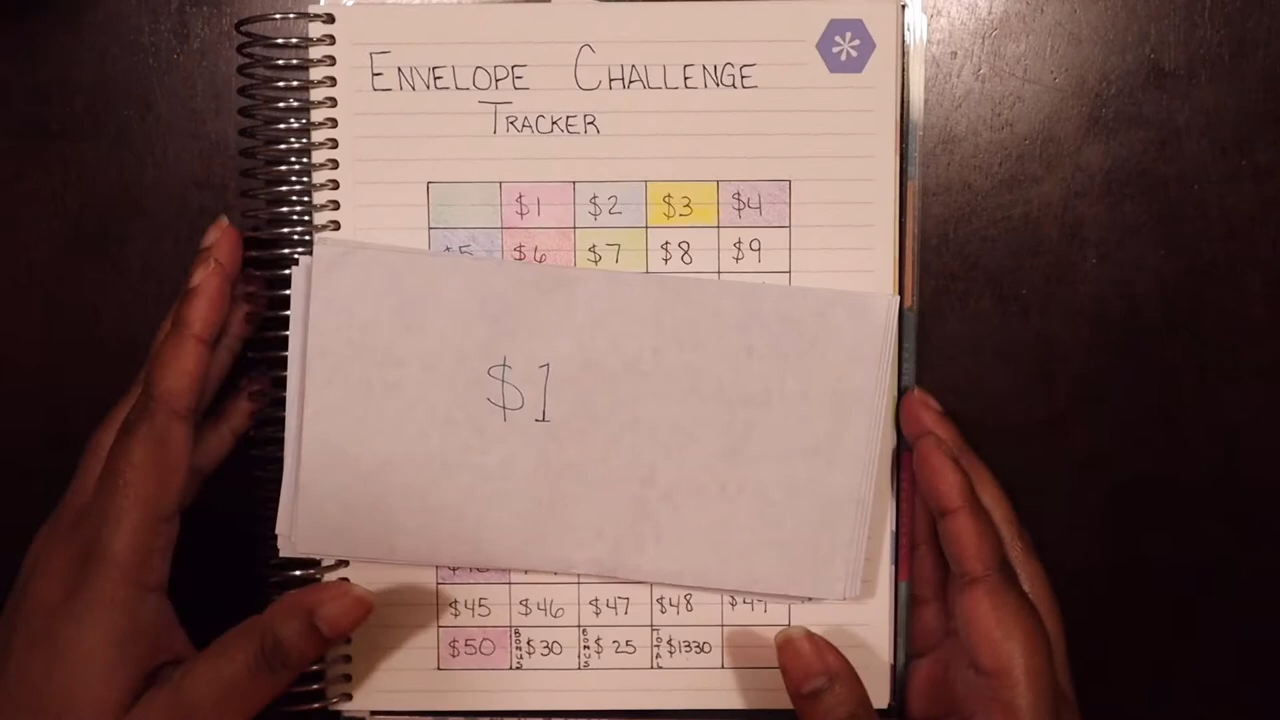 ENVELOPE CHALLENGE
TRACKER
$1 $2 $3 $4
$6 $7 $8 $9
$1
$45 $46 $47 $48 $49
$50 BONUS $30 BONUS $25 TOTAL $1330